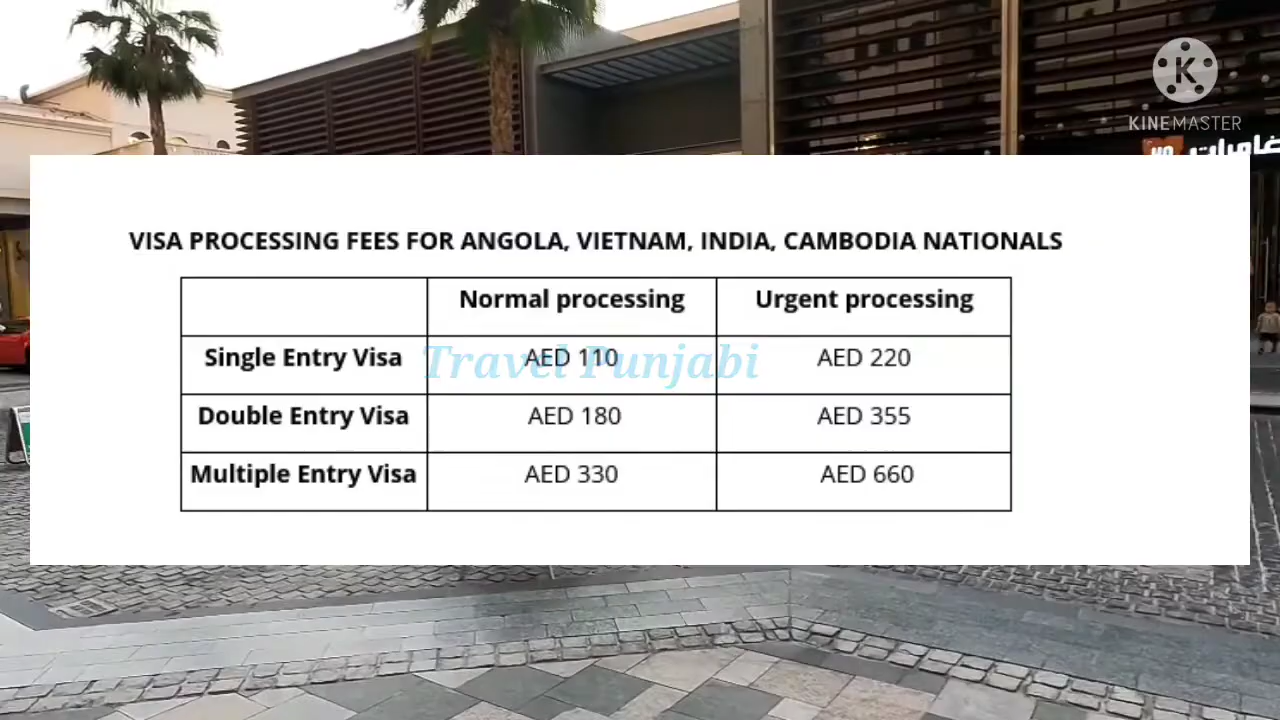 KINEMASTER
VISA PROCESSING FEES FOR ANGOLA, VIETNAM, INDIA, CAMBODIA NATIONALS
Normal processing Urgent processing
Single Entry Visa AED 110 AED 220
Travel Punjabi
Double Entry Visa AED 180 AED 355
Multiple Entry Visa AED 330 AED 660